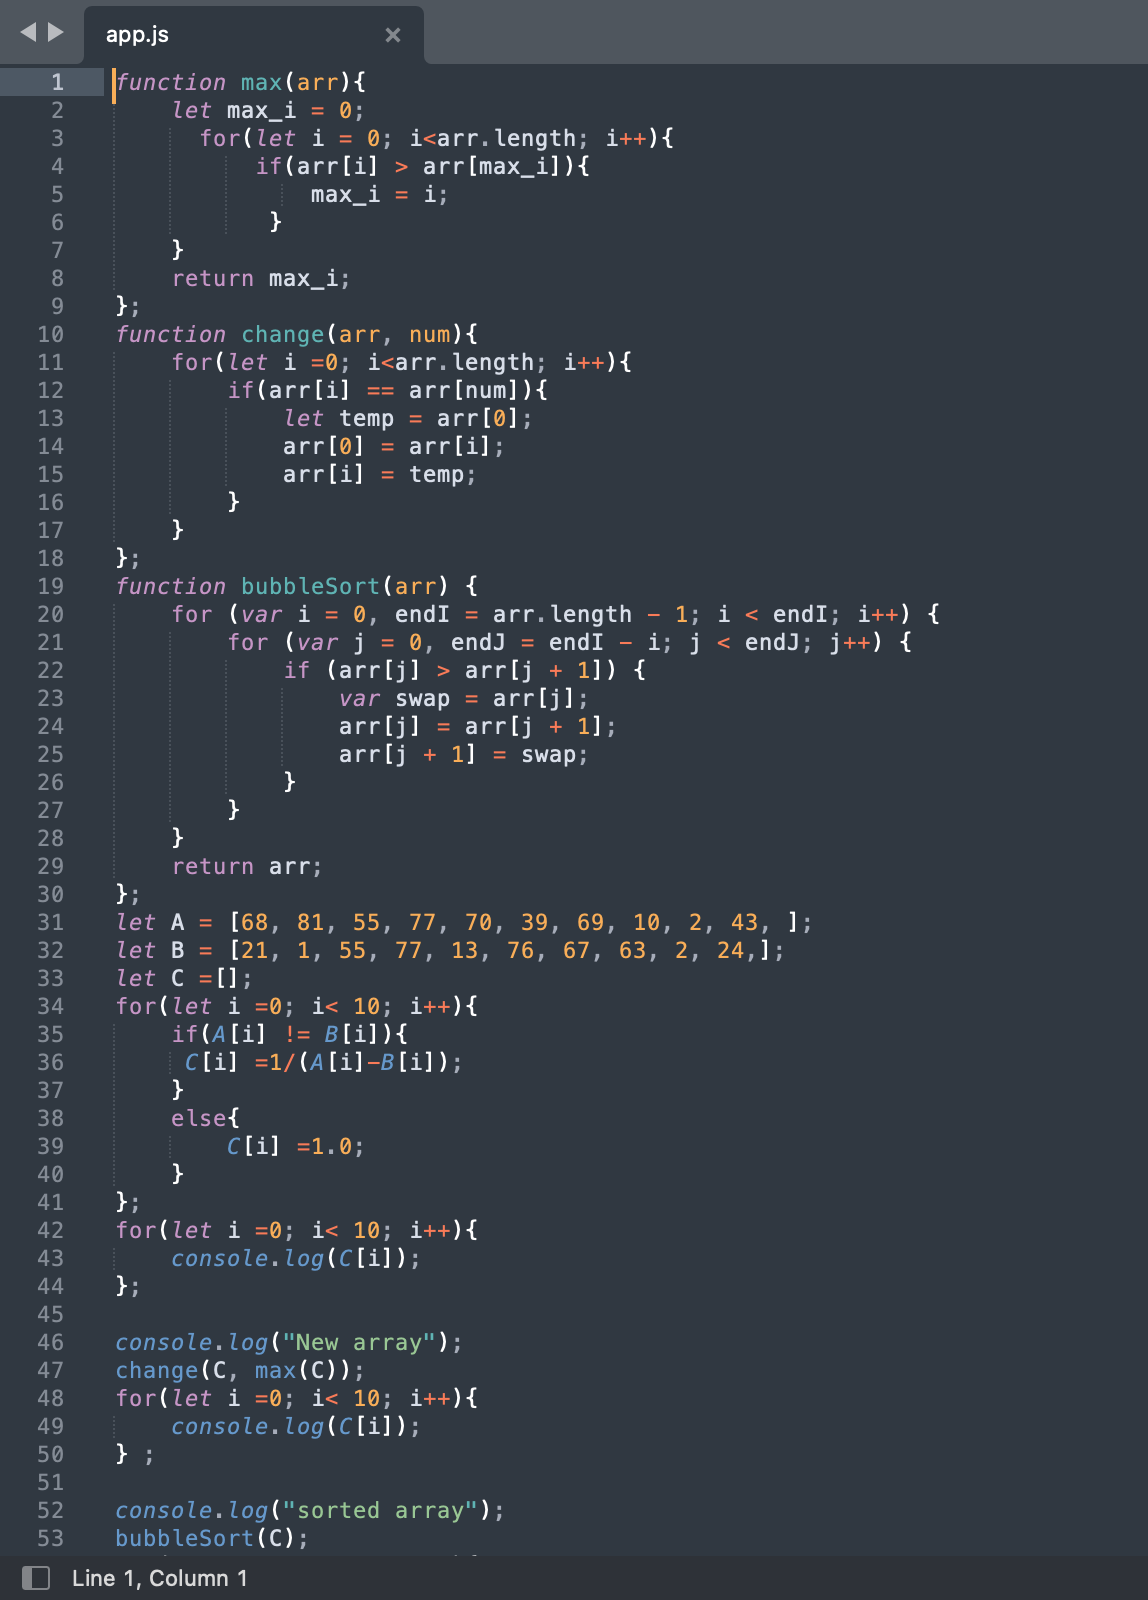 app.js
1 function max(arr){
2 let max_i = 0;
3 for(let i = 0; i<arr.length; i++){
4 if(arr[i] > arr[max_i]){
5 max_i = i;
6 }
7 }
8 return max_i;
9 };
10 function change(arr, num){
11 for(let i =0; i<arr.length; i++){
12 if(arr[i] == arr[num]){
13 let temp = arr[0];
14 arr[0] = arr[i];
15 arr[i] = temp;
16 }
17 }
18 };
19 function bubbleSort(arr) {
20 for (var i = 0, endI = arr.length - 1; i < endI; i++) {
21 for (var j = 0, endJ = endI - i; j < endJ; j++) {
22 if (arr[j] > arr[j + 1]) {
23 var swap = arr[j];
24 arr[j] = arr[j + 1];
25 arr[j + 1] = swap;
26 }
27 }
28 }
29 return arr;
30 };
31 let A = [68, 81, 55, 77, 70, 39, 69, 10, 2, 43, ];
32 let B = [21, 1, 55, 77, 13, 76, 67, 63, 2, 24,];
33 let C =[];
34 for(let i =0; i< 10; i++){
35 if(A[i] != B[i]){
36 C[i] =1/(A[i]-B[i]);
37 }
38 else{
39 C[i] =1.0;
40 }
41 };
42 for(let i =0; i< 10; i++){
43 console.log(C[i]);
44 };
45
46 console.log("New array");
47 change(C, max(C));
48 for(let i =0; i< 10; i++){
49 console.log(C[i]);
50 } ;
51
52 console.log("sorted array");
53 bubbleSort(C);
Line 1, Column 1